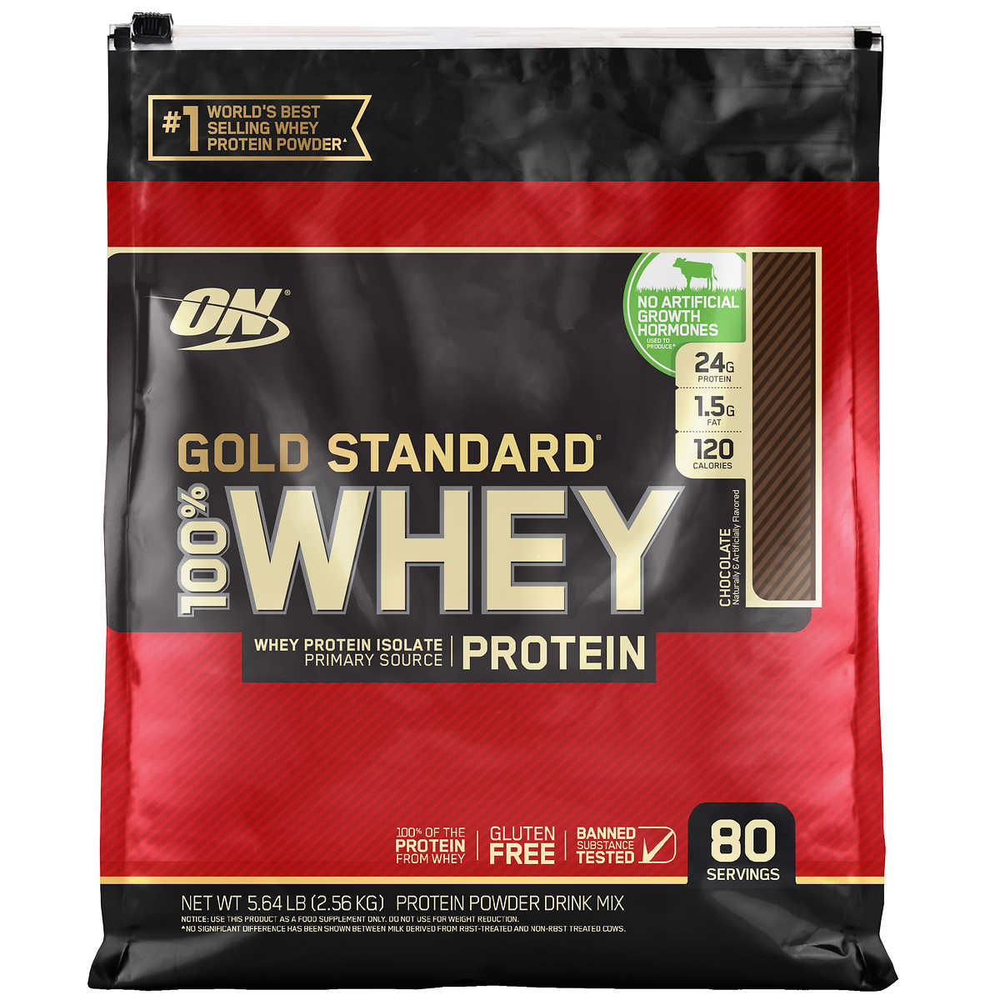 #1 WORLD'S BEST
SELLING WHEY
PROTEIN POWDER▲
ON®
NO ARTIFICIAL
GROWTH
HORMONES
USED TO
PRODUCE*
24G
PROTEIN
1.5G
FAT
120
CALORIES
GOLD STANDARD®
100% WHEY
CHOCOLATE
Naturally & Artificially Flavored
WHEY PROTEIN ISOLATE
PRIMARY SOURCE
PROTEIN
100% OF THE
PROTEIN
FROM WHEY
GLUTEN
FREE
BANNED
SUBSTANCE
TESTED
80
SERVINGS
NET WT 5.64 LB (2.56 KG) PROTEIN POWDER DRINK MIX
NOTICE: USE THIS PRODUCT AS A FOOD SUPPLEMENT ONLY. DO NOT USE FOR WEIGHT REDUCTION.
*NO SIGNIFICANT DIFFERENCE HAS BEEN SHOWN BETWEEN MILK DERIVED FROM RBST-TREATED AND NON-RBST TREATED COWS.